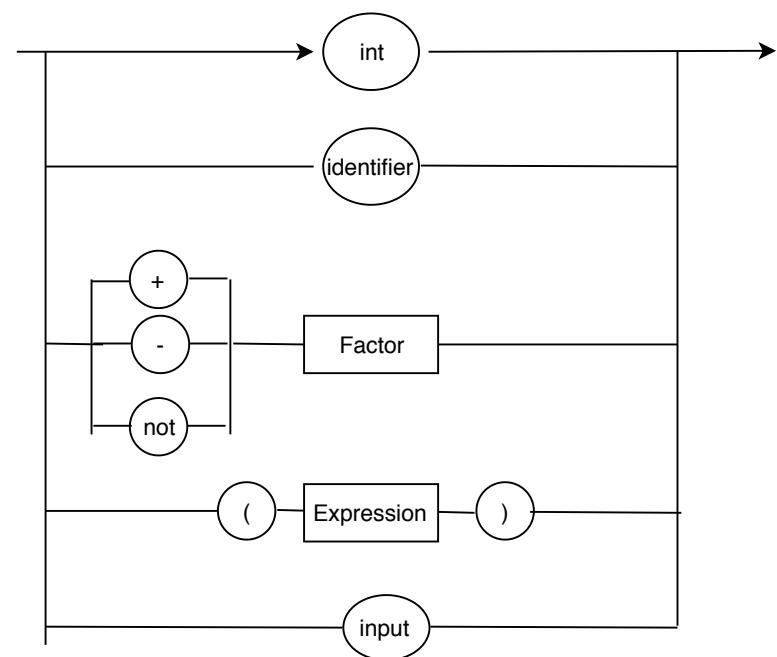 int
identifier
+
-
Factor
not
( Expression )
input